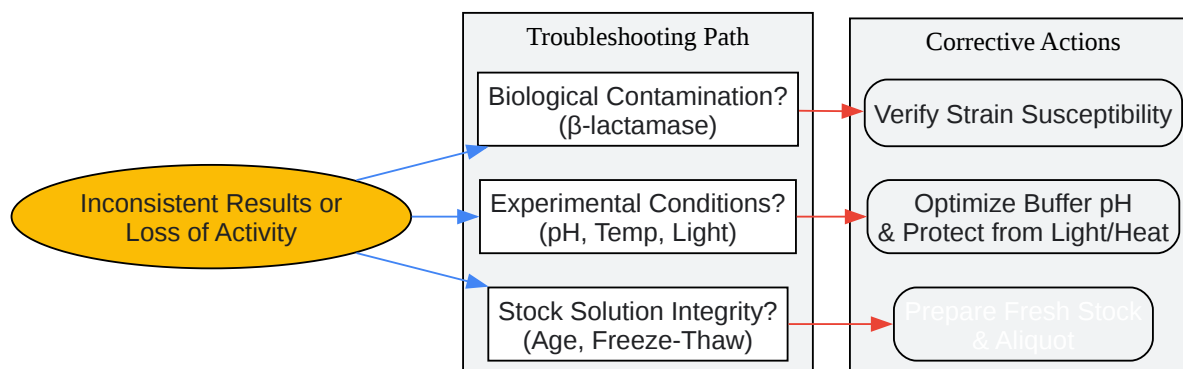 Troubleshooting Path
Corrective Actions
Biological Contamination?
(β-lactamase)
Verify Strain Susceptibility
Inconsistent Results or
Loss of Activity
Experimental Conditions?
(pH, Temp, Light)
Optimize Buffer pH
& Protect from Light/Heat
Stock Solution Integrity?
(Age, Freeze-Thaw)
Prepare Fresh Stock
& Aliquot